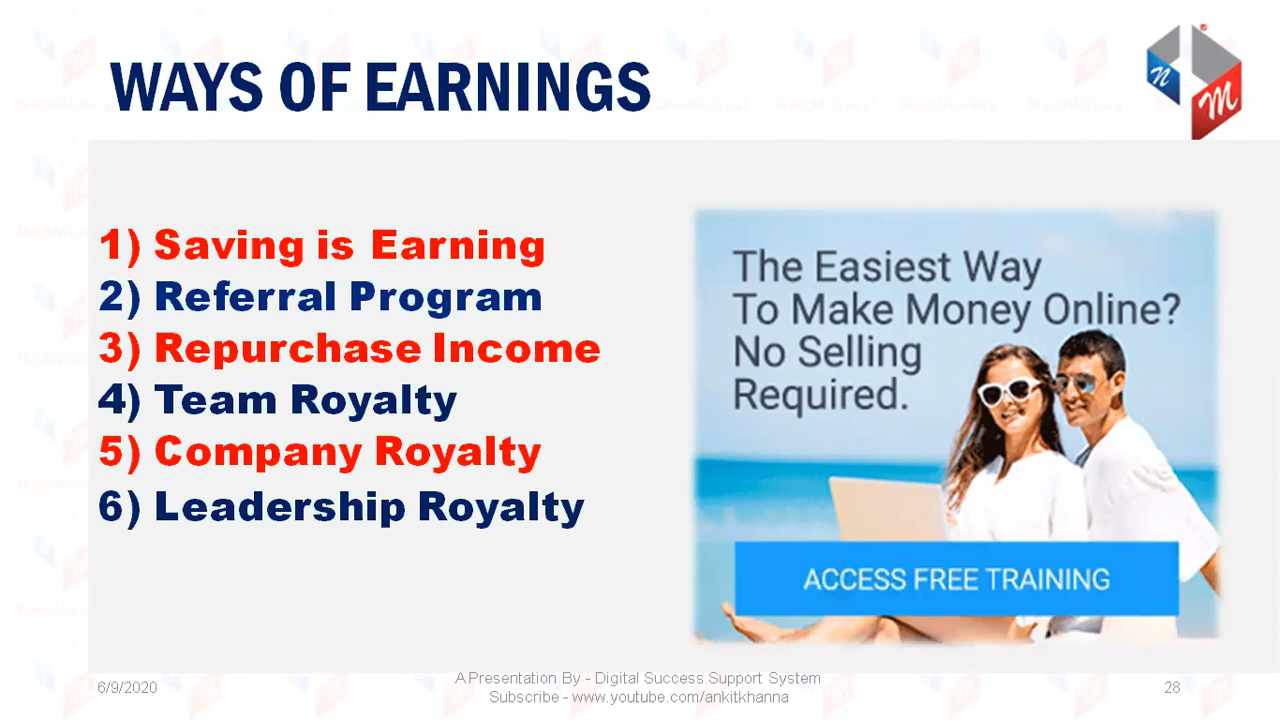 WAYS OF EARNINGS
n
m
1) Saving is Earning
2) Referral Program
3) Repurchase Income
4) Team Royalty
5) Company Royalty
6) Leadership Royalty
The Easiest Way
To Make Money Online?
No Selling
Required.
ACCESS FREE TRAINING
6/9/2020
A Presentation By - Digital Success Support System
Subscribe - www.youtube.com/ankitkhanna
28